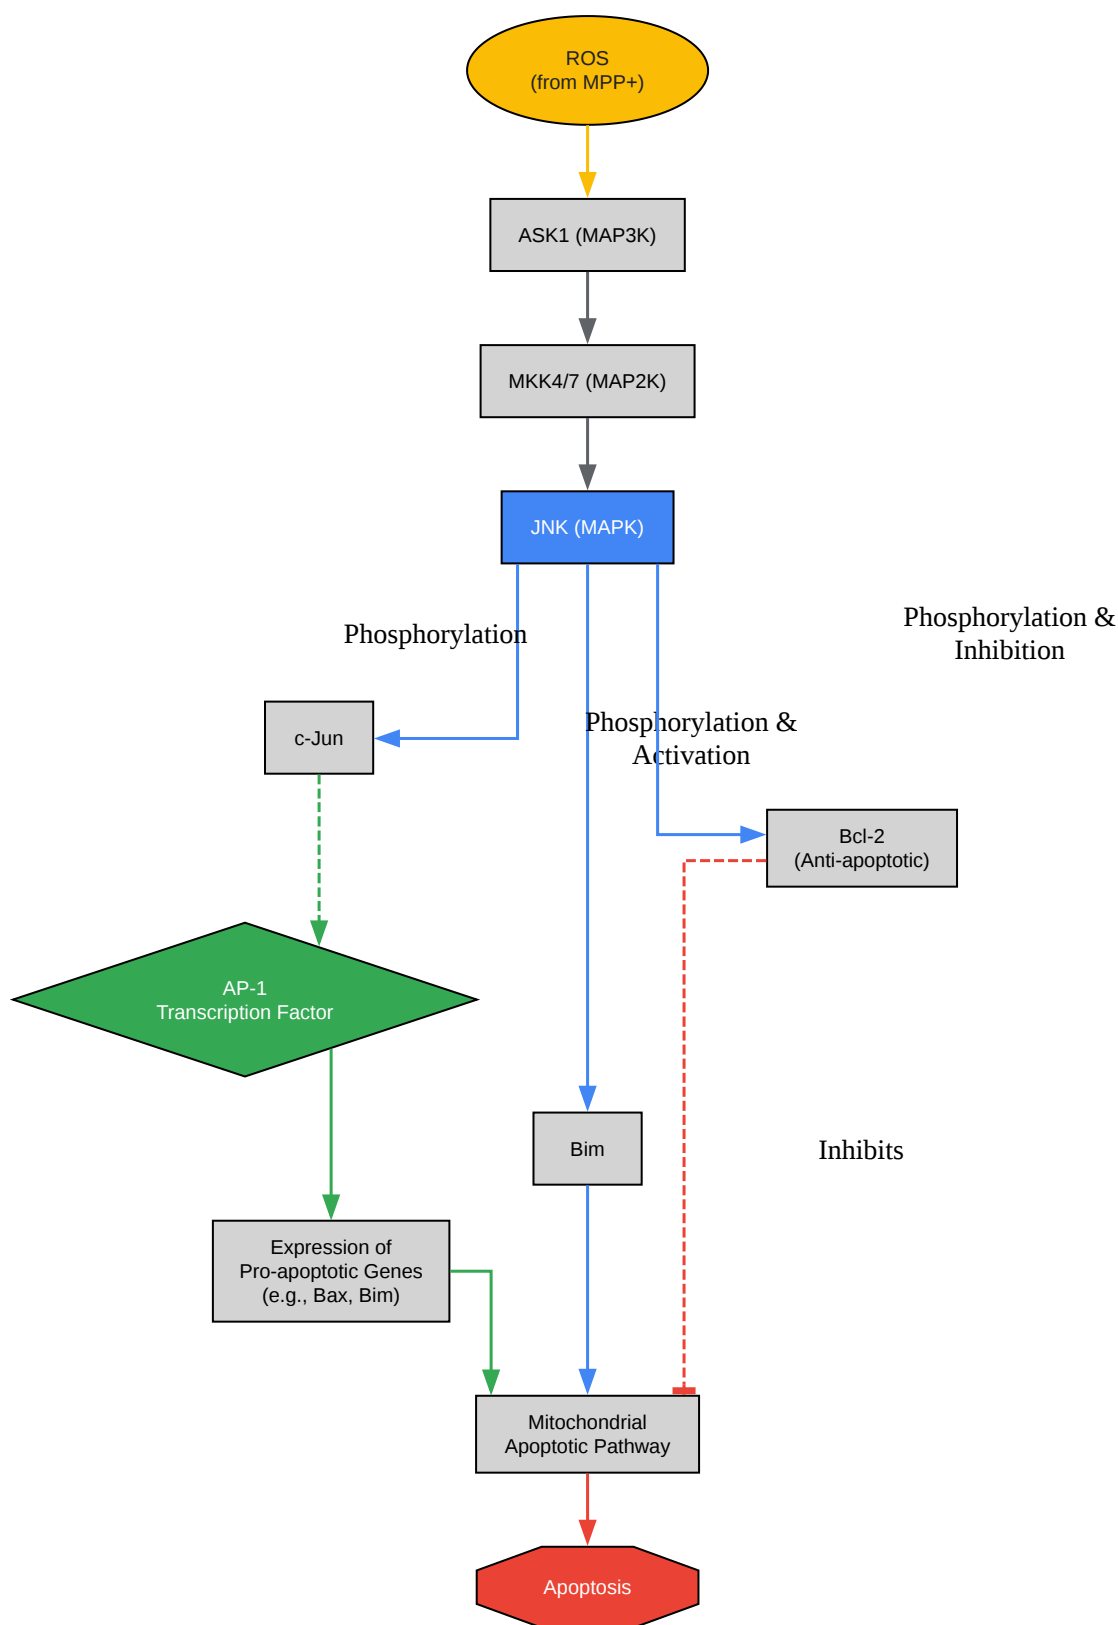 ROS
(from MPP+)
ASK1 (MAP3K)
MKK4/7 (MAP2K)
JNK (MAPK)
Phosphorylation
Phosphorylation &
Inhibition
c-Jun
Phosphorylation &
Activation
Bcl-2
(Anti-apoptotic)
AP-1
Transcription Factor
Bim
Inhibits
Expression of
Pro-apoptotic Genes
(e.g., Bax, Bim)
Mitochondrial
Apoptotic Pathway
Apoptosis